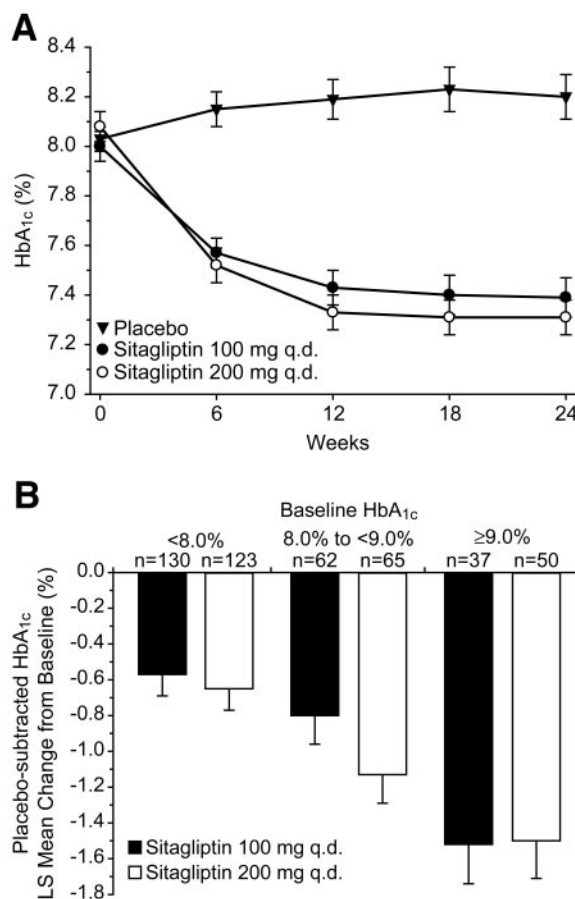 A
8.4
8.2
8.0
7.8
7.6
7.4
7.2
7.0
HbA1c (%)
Placebo
Sitagliptin 100 mg q.d.
Sitagliptin 200 mg q.d.
0 6 12 18 24
Weeks
B
Baseline HbA1c
<8.0% 8.0% to <9.0% ≥9.0%
n=130 n=123 n=62 n=65 n=37 n=50
0.0
-0.2
-0.4
-0.6
-0.8
-1.0
-1.2
-1.4
-1.6
-1.8
Placebo-subtracted HbA1c
LS Mean Change from Baseline (%)
Sitagliptin 100 mg q.d.
Sitagliptin 200 mg q.d.